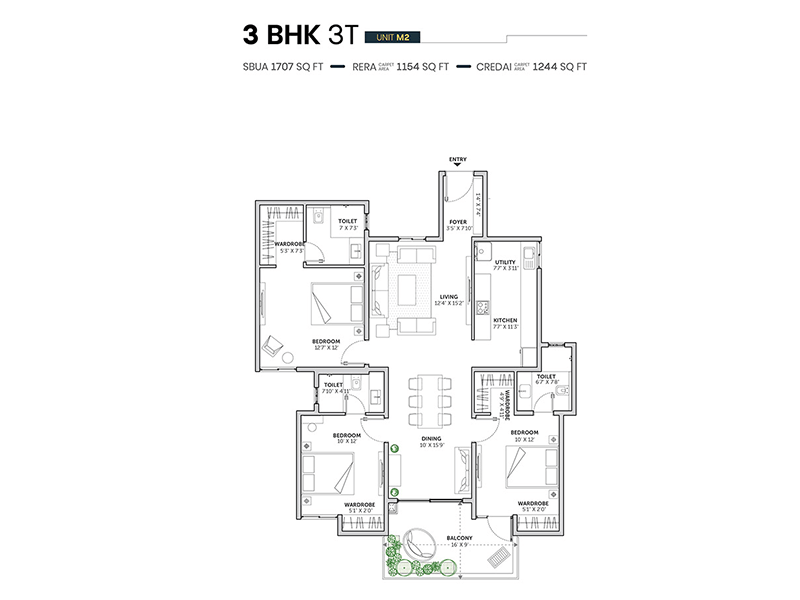 3 BHK 3T UNIT M2
SBUA 1707 SQ FT — RERA CARPET AREA 1154 SQ FT — CREDAI CARPET AREA 1244 SQ FT
ENTRY
1'4" X 7'4"
FOYER
3'5" X 7'10"
TOILET
7' X 7'3"
WARDROBE
5'3" X 7'3"
UTILITY
7'7" X 3'11"
LIVING
12'4" X 15'2"
KITCHEN
7'7" X 11'3"
BEDROOM
12'7" X 12'
TOILET
7'10" X 4'11"
TOILET
6'7" X 7'8"
WARDROBE
4'9" X 4'11"
BEDROOM
10' X 12'
DINING
10' X 15'9"
BEDROOM
10' X 12'
WARDROBE
5'1" X 2'0"
WARDROBE
5'1" X 2'0"
BALCONY
16' X 9'